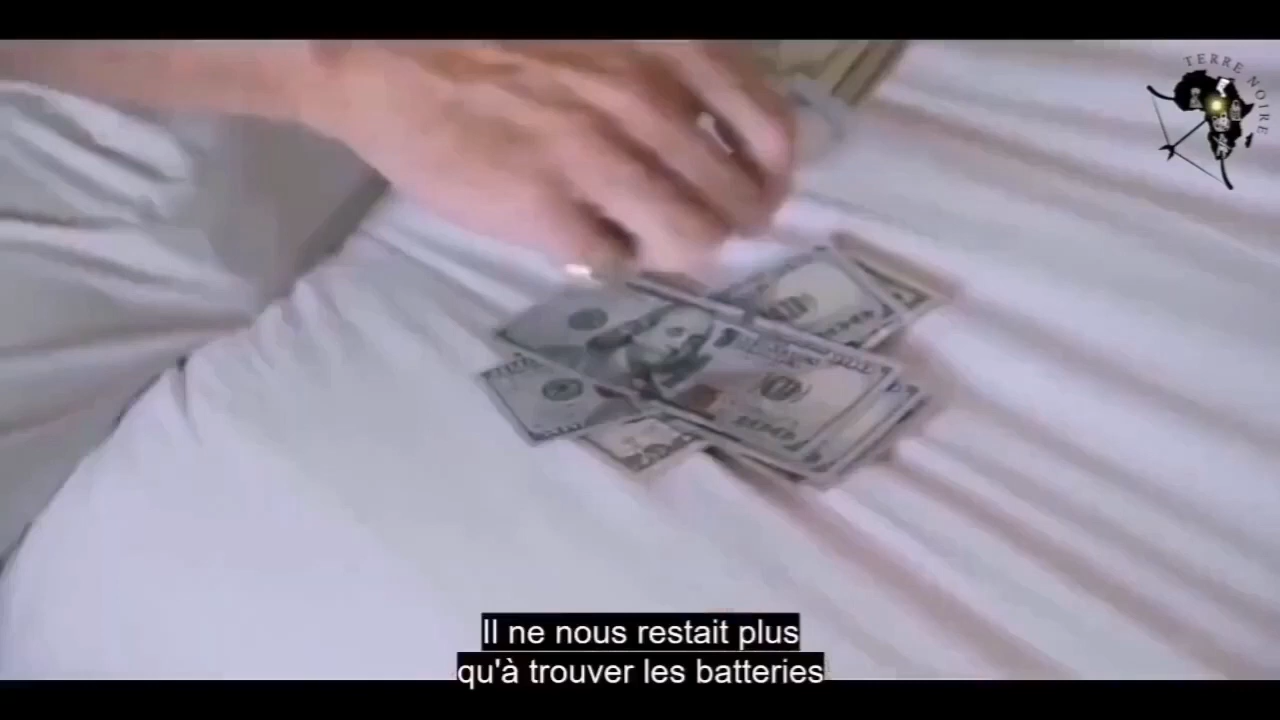 TERRE NOIRE
Il ne nous restait plus
qu'à trouver les batteries